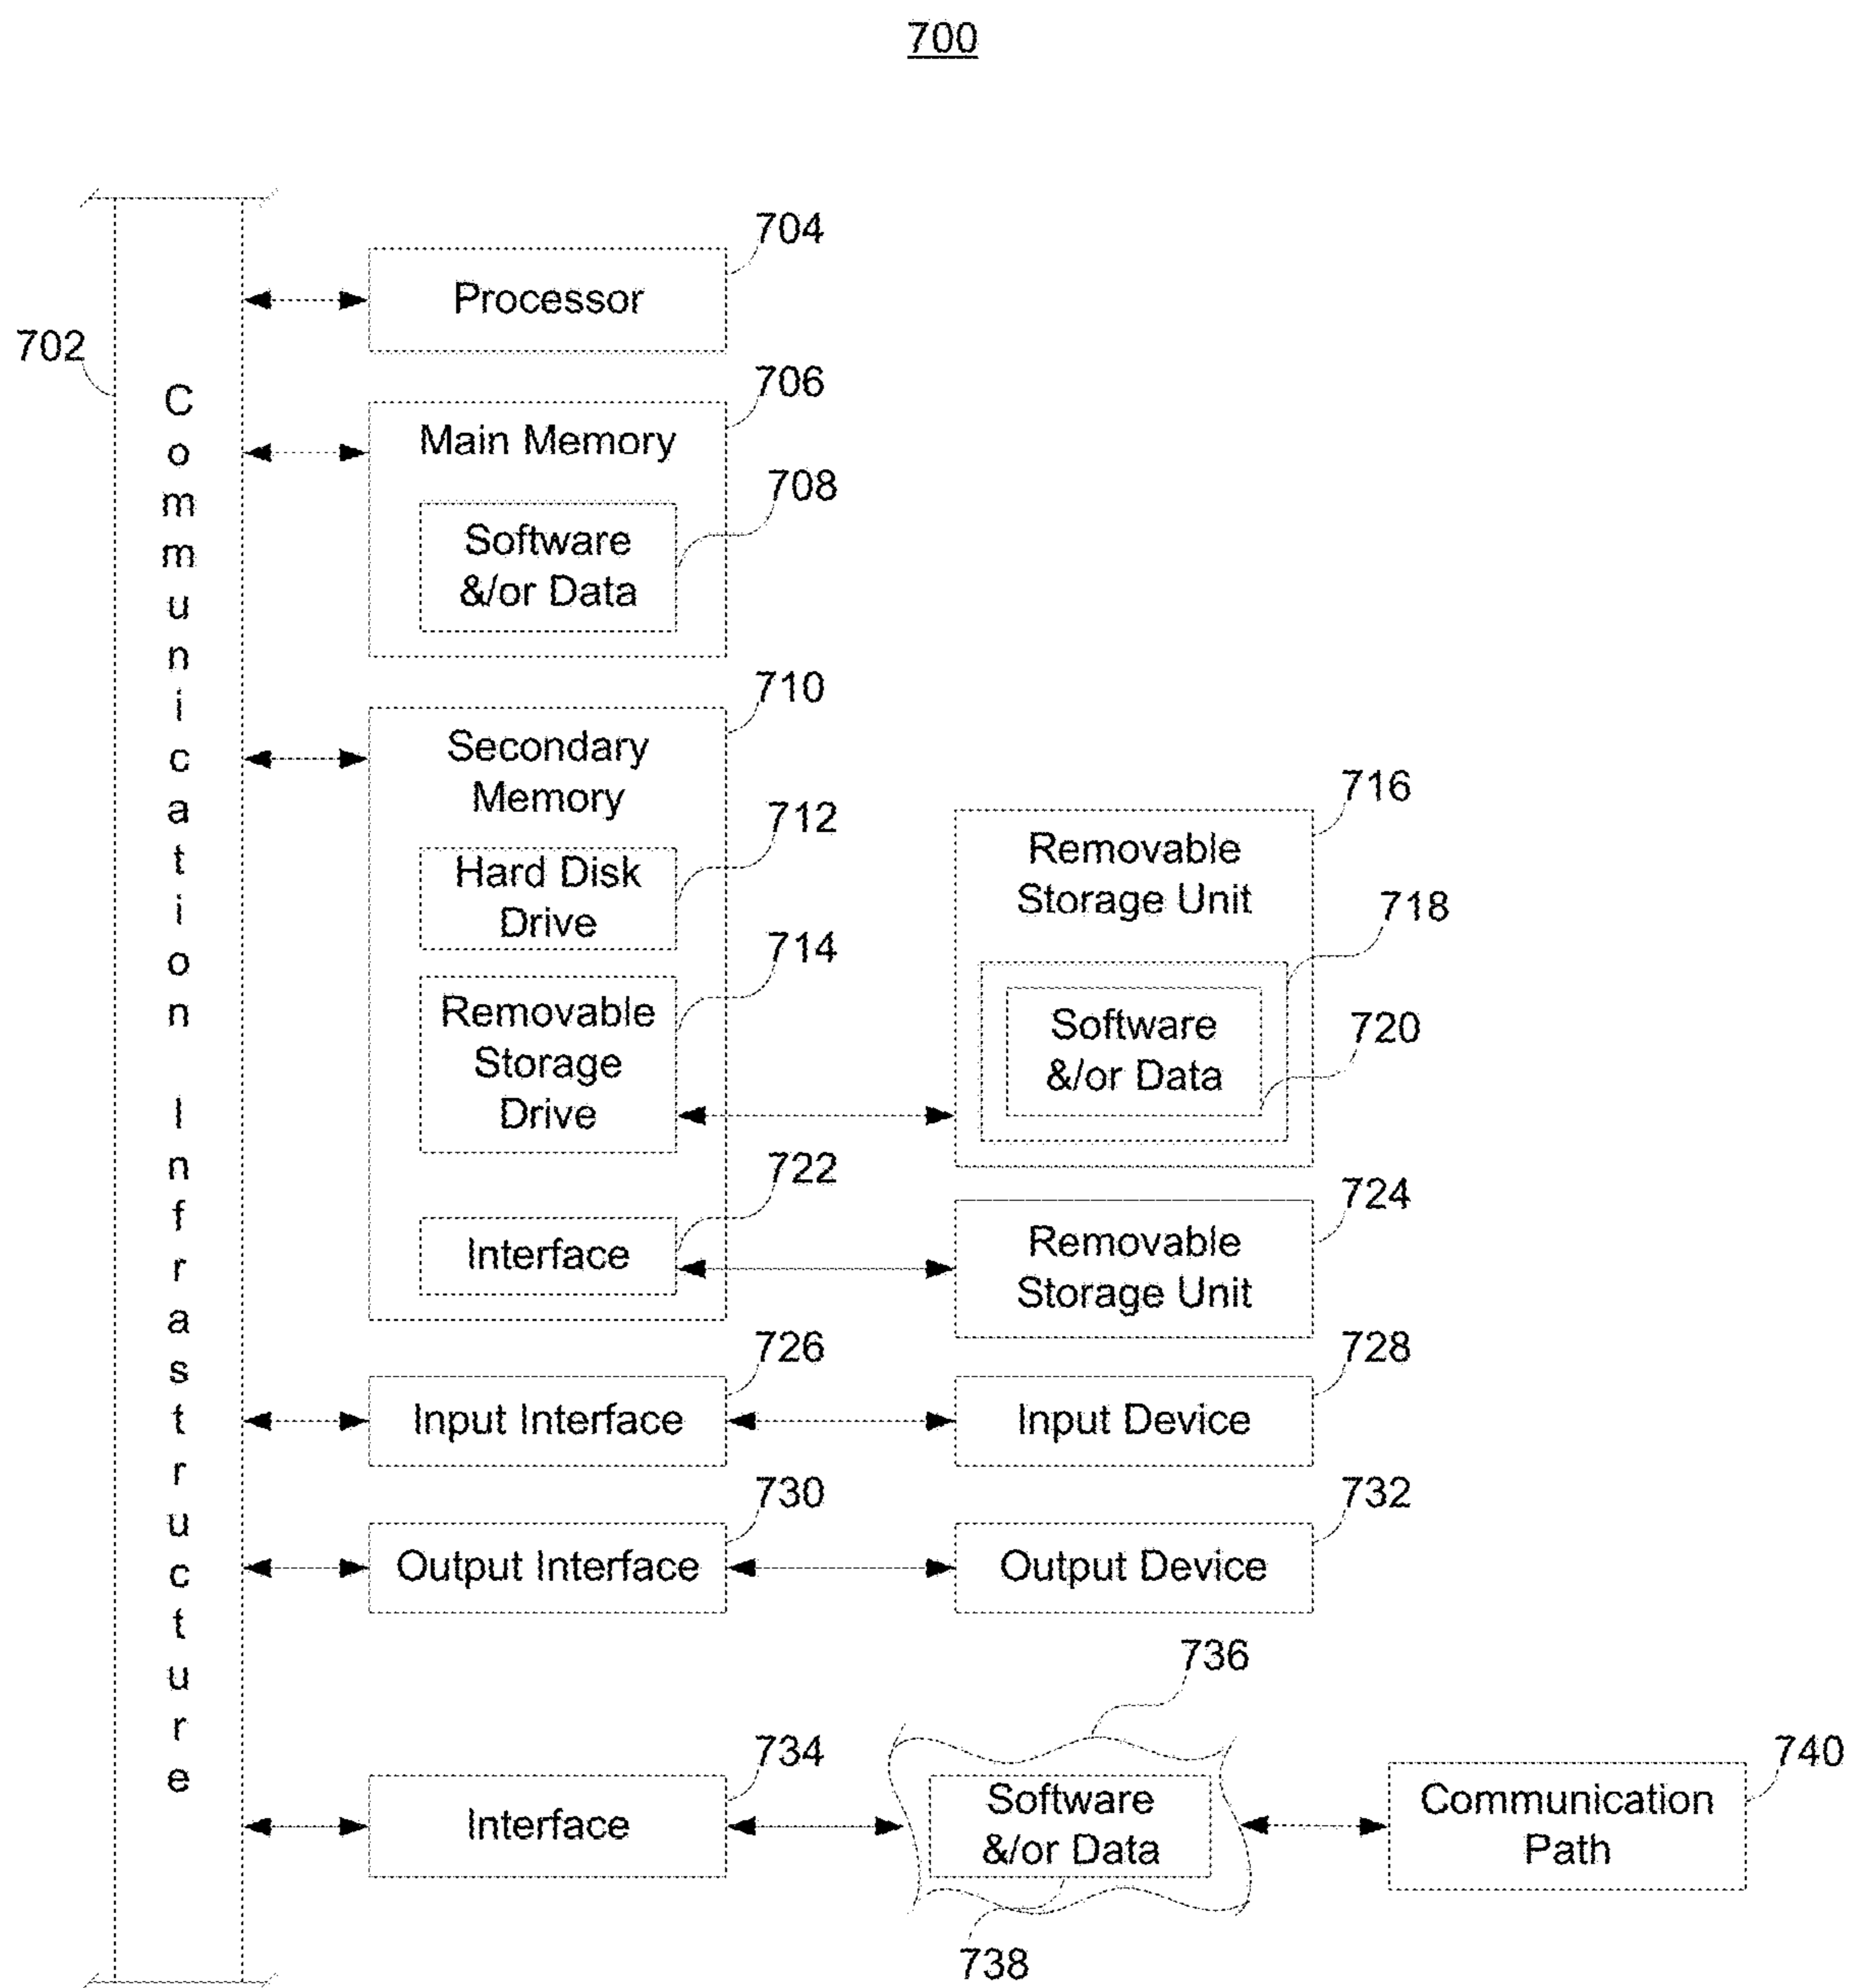 700
702
Communication Infrastructure
704
Processor
706
Main Memory
708
Software
&/or Data
710
Secondary
Memory
712
Hard Disk
Drive
714
Removable
Storage
Drive
716
Removable
Storage Unit
718
720
Software
&/or Data
722
Interface
724
Removable
Storage Unit
726
Input Interface
728
Input Device
730
Output Interface
732
Output Device
734
Interface
736
Software
&/or Data
738
740
Communication
Path